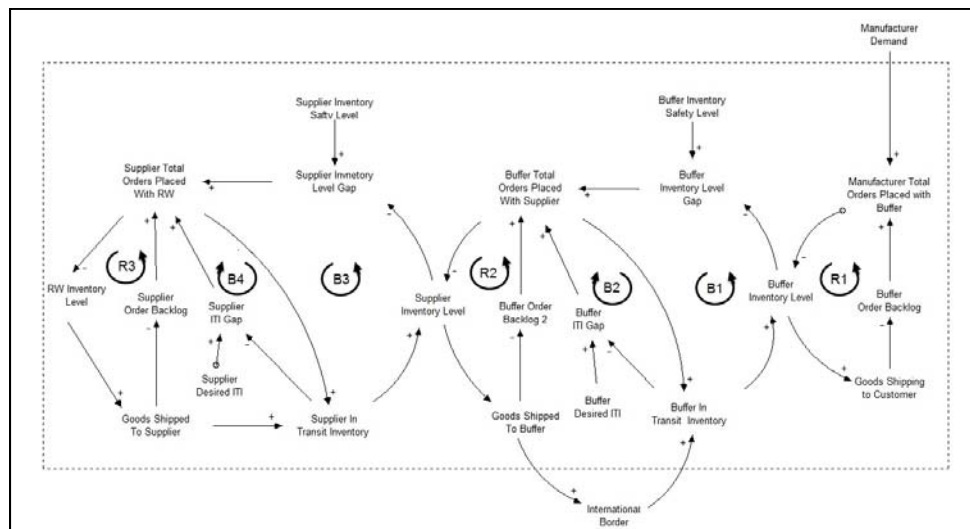 Manufacturer
Demand
Supplier Inventory
Saftv Level
Buffer Inventory
Safety Level
Supplier Total
Orders Placed
With RW
Supplier Invnetory
Level Gap
Buffer Total
Orders Placed
With Supplier
Buffer
Inventory Level
Gap
Manufacturer Total
Orders Placed with
Buffer
R3
B4
B3
R2
B2
B1
R1
RW Inventory
Level
Supplier
Order Backlog
Supplier
ITI Gap
Supplier
Inventory Level
Buffer Order
Backlog 2
Buffer
ITI Gap
Buffer
Inventory Level
Buffer
Order Backlog
Supplier
Desired ITI
Buffer
Desired ITI
Goods Shipped
To Supplier
Supplier In
Transit Inventory
Goods Shipped
To Buffer
Buffer In
Transit Inventory
Goods Shipping
to Customer
International
Border